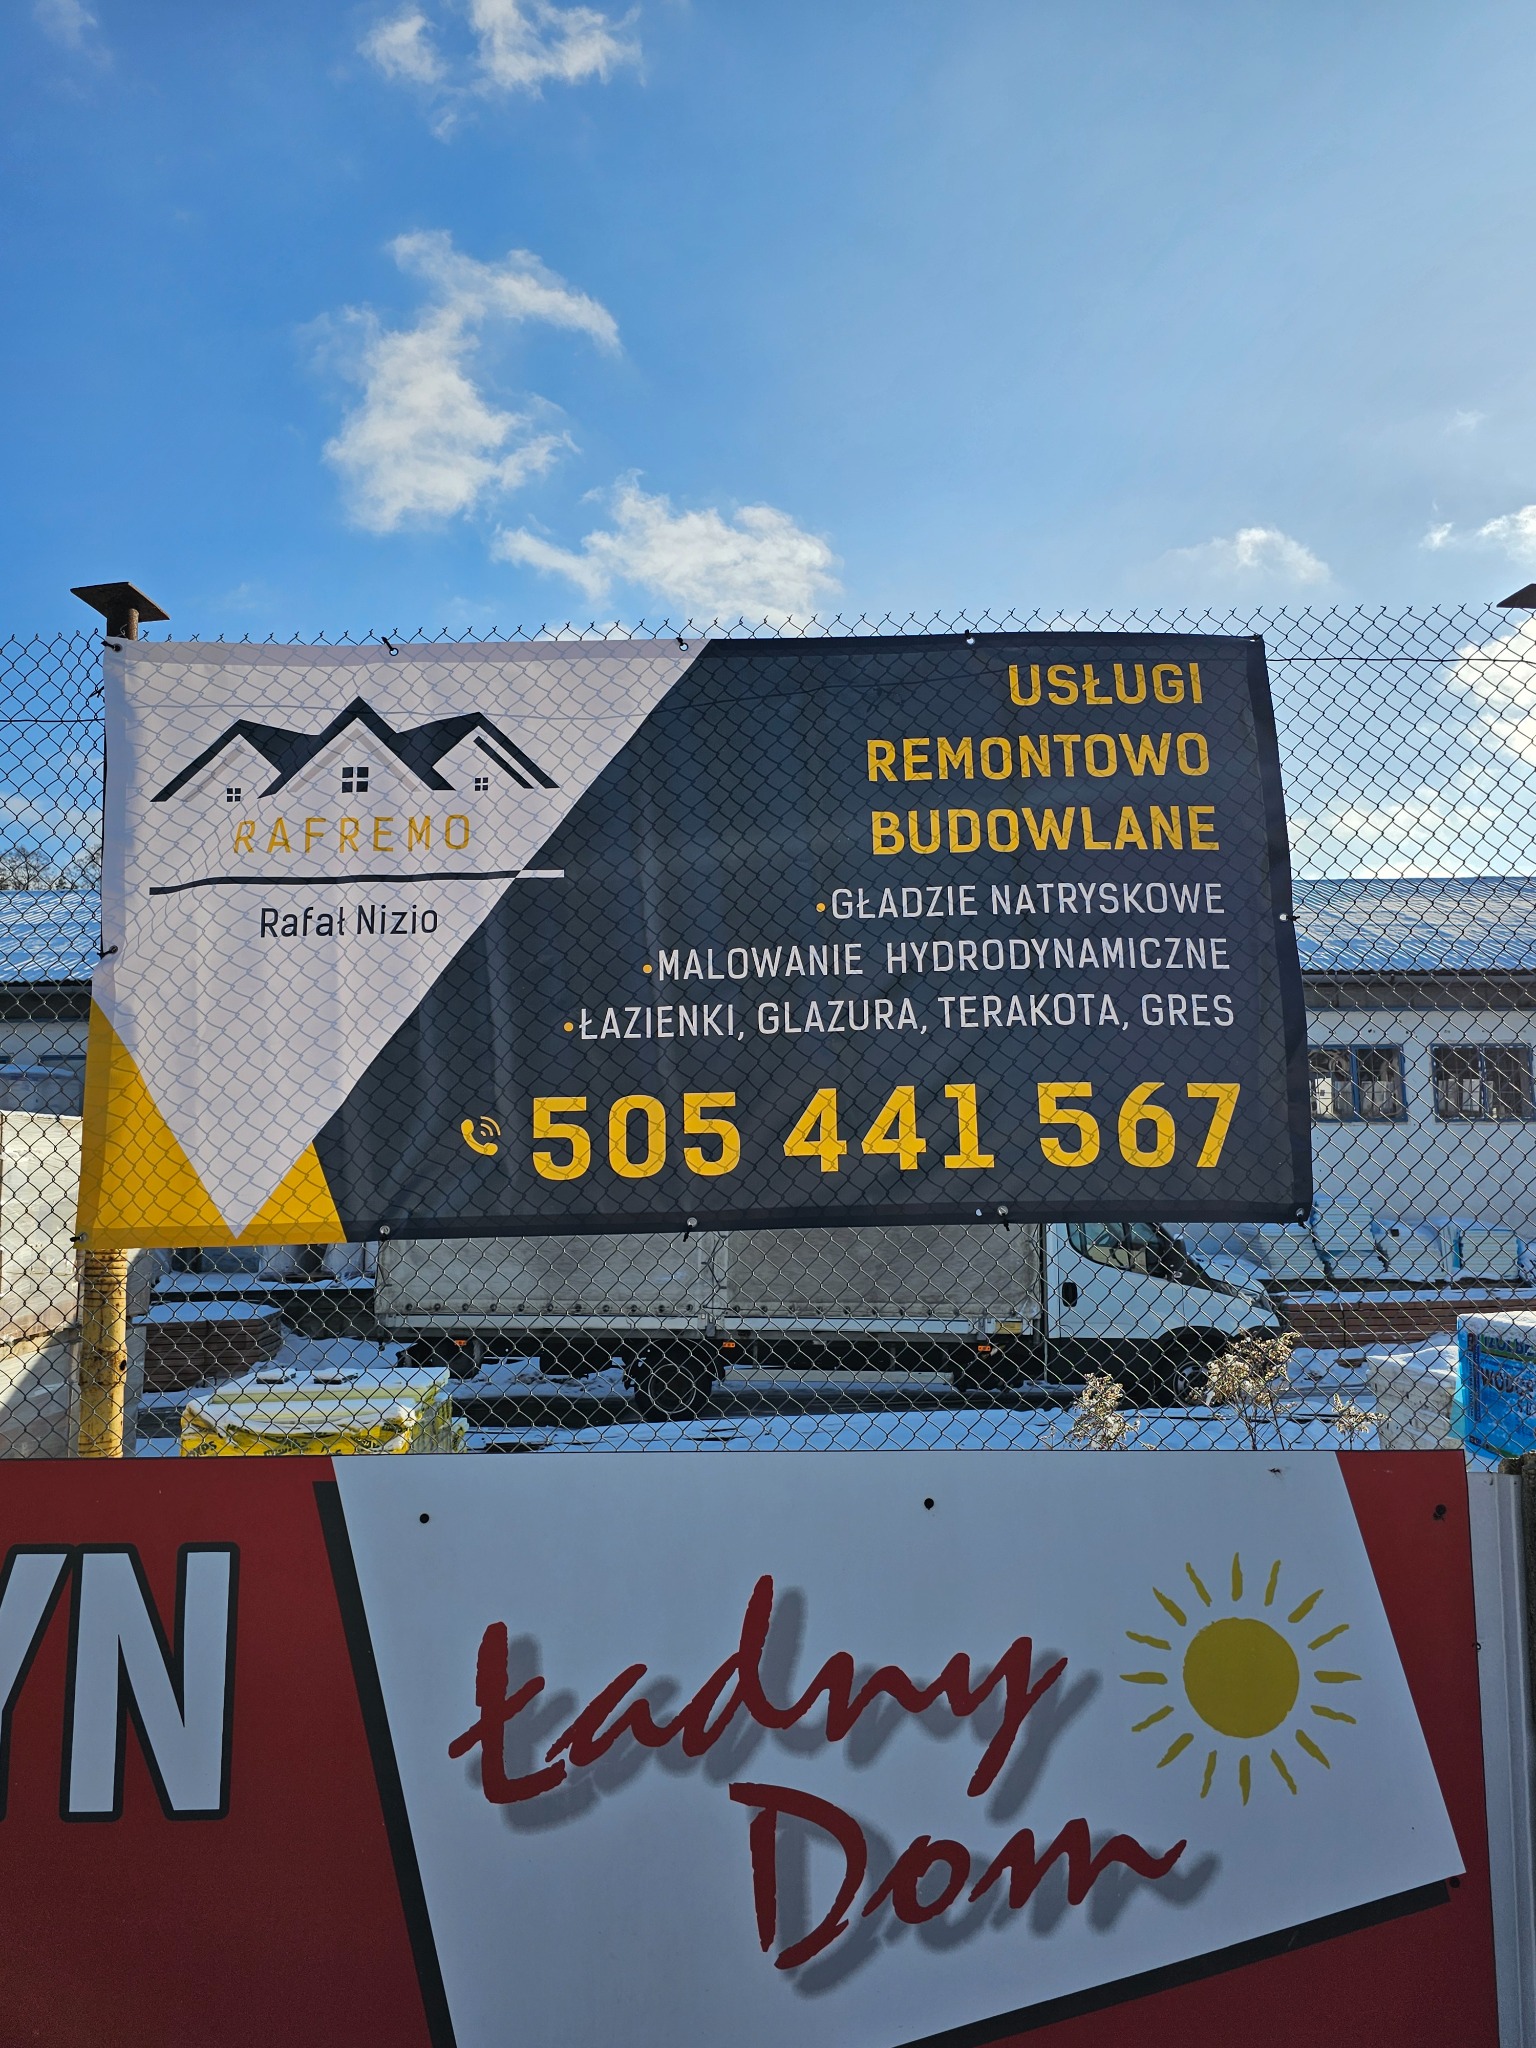 RAFREMO
Rafał Nizio
USŁUGI
REMONTOWO
BUDOWLANE
•GŁADZIE NATRYSKOWE
•MALOWANIE HYDRODYNAMICZNE
•ŁAZIENKI, GLAZURA, TERAKOTA, GRES
505 441 567
YN
Ładny
Dom